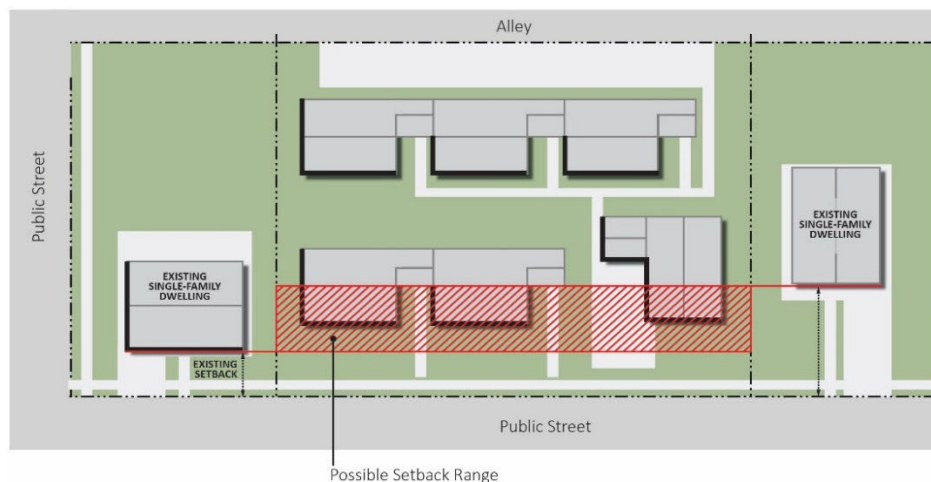 Alley
Public Street
EXISTING
SINGLE-FAMILY
DWELLING
EXISTING
SINGLE-FAMILY
DWELLING
EXISTING
SETBACK
Public Street
Possible Setback Range